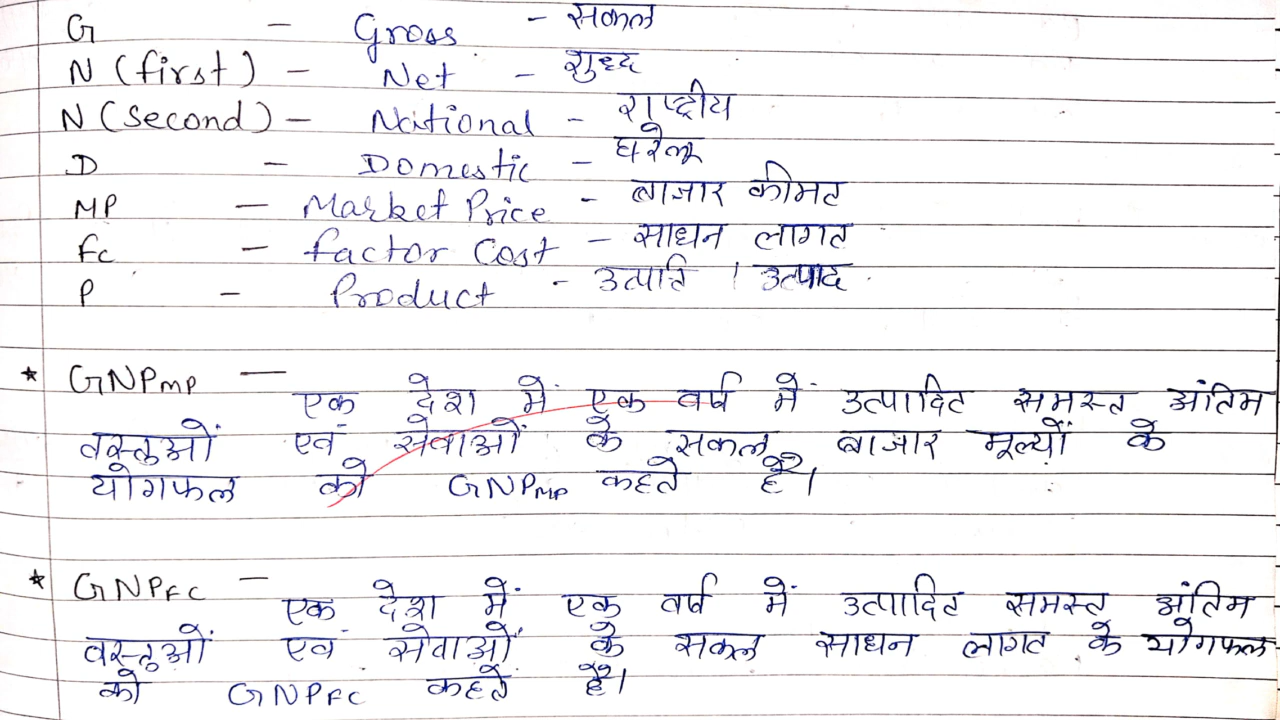 G - Gross - सकल
N (first) - Net - शुध्द
N (second) - National - राष्ट्रीय
D - Domestic - घरेलू
MP - Market Price - बाजार कीमत
Fc - factor Cost - साधन लागत
P - Product - उत्पत्ति / उत्पाद
* GNPMP -
एक देश में एक वर्ष में उत्पादित समस्त अंतिम
वस्तुओं एवं सेवाओं के सकल बाजार मूल्यों के
योगफल को GNPMP कहते है।
* GNPFC -
एक देश में एक वर्ष में उत्पादित समस्त अंतिम
वस्तुओं एवं सेवाओं के सकल साधन लागत के योगफल
को GNPFC कहते है।